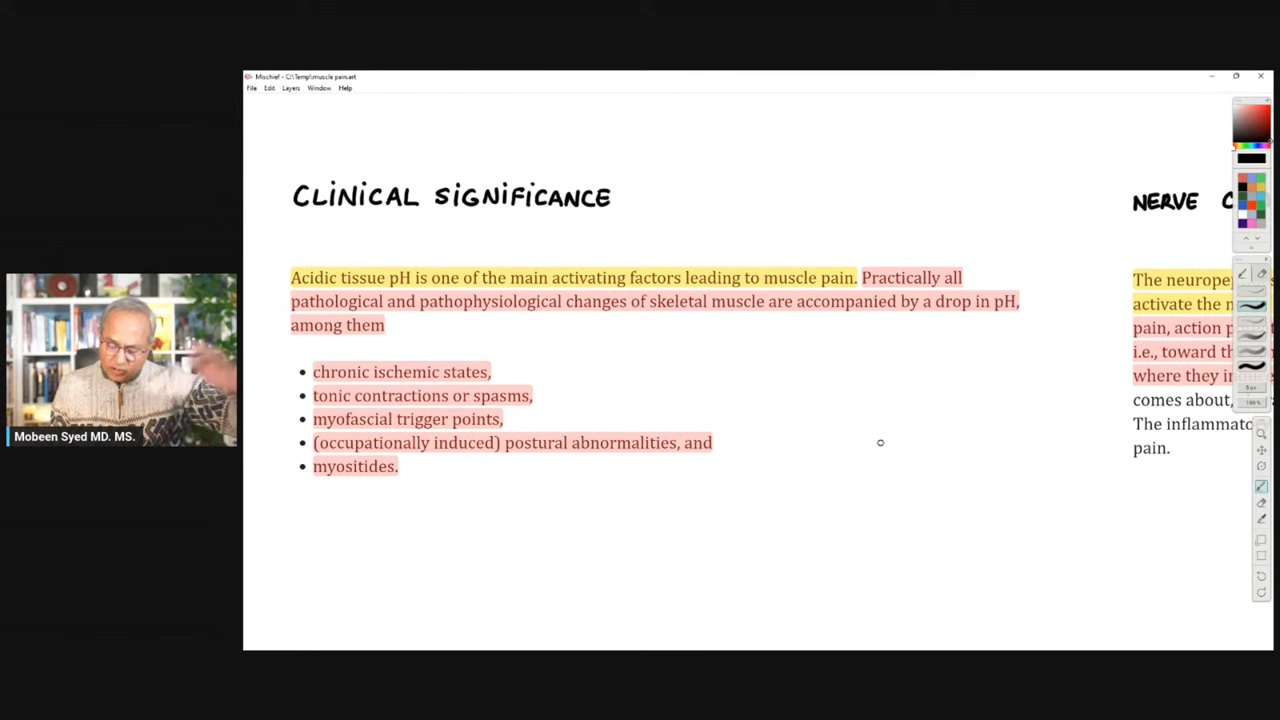 Mischief - C:\Temp\muscle pain.art
File Edit Layers Window Help
CLINICAL SIGNIFICANCE
Acidic tissue pH is one of the main activating factors leading to muscle pain. Practically all
pathological and pathophysiological changes of skeletal muscle are accompanied by a drop in pH,
among them
• chronic ischemic states,
• tonic contractions or spasms,
• myofascial trigger points,
• (occupationally induced) postural abnormalities, and
• myositides.
NERVE
The neurope
activate the
pain, action
i.e., toward
where they
comes about,
The inflammato
pain.
5 px
100 %
Mobeen Syed MD. MS.